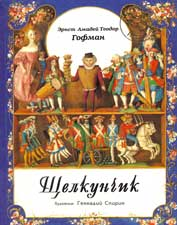 Эрнст Амадей Теодор
Гофман
Щелкунчик
Художник Геннадий Спирин